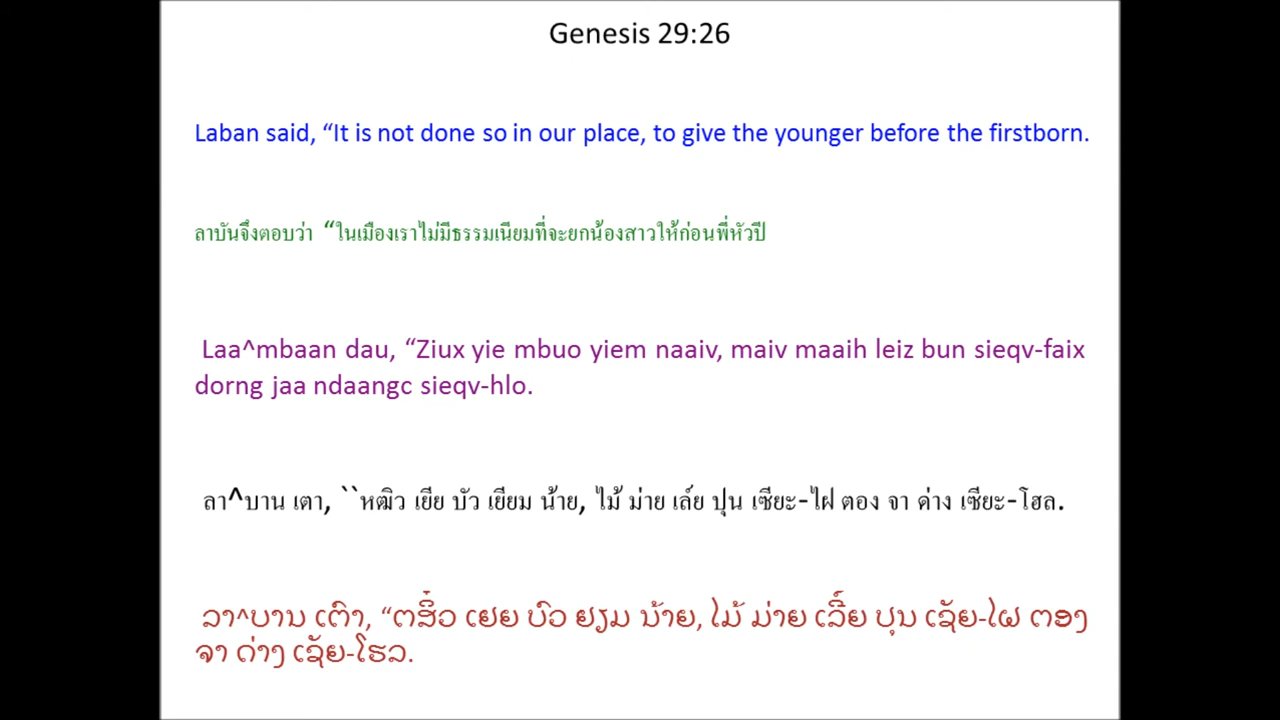 Genesis 29:26
Laban said, “It is not done so in our place, to give the younger before the firstborn.
ลาบันจึงตอบว่า “ในเมืองเราไม่มีธรรมเนียมที่จะยกน้องสาวให้ก่อนพี่หัวปี
Laa^mbaan dau, “Ziux yie mbuo yiem naaiv, maiv maaih leiz bun sieqv-faix
dorng jaa ndaangc sieqv-hlo.
ลา^บาน เตา, ``หฒิว เยีย บัว เยียม น้าย, ไม้ ม่าย เล์ย ปุน เซียะ-ไฝ ตอง จา ด่าง เซียะ-โฮล.
ລາ^ບານ ເຕົາ, “ຕສິ໋ວ ເຢຍ ບົວ ຢຽມ ນ້າຍ, ໄມ້ ມ່າຍ ເລີ໊ຍ ປຸນ ເຊັຍ-ໄຝ ຕອງ
ຈາ ດ່າງ ເຊັຍ-ໂຮລ.